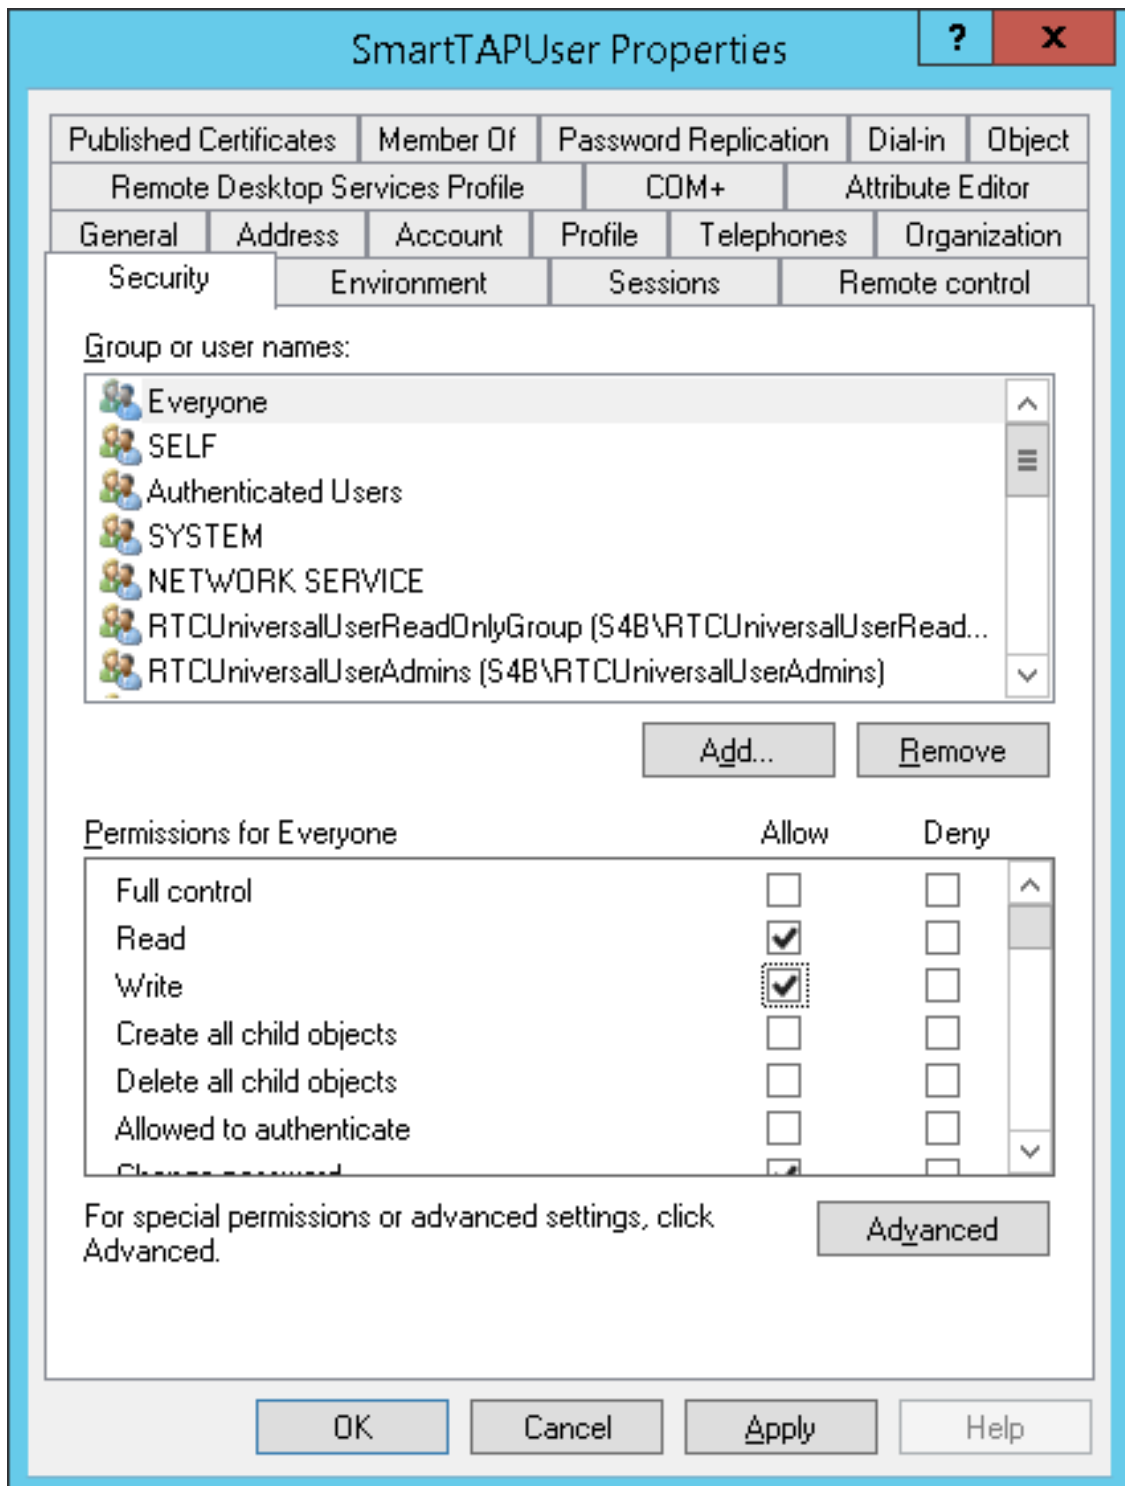 SmartTAPUser Properties
?
x
Published Certificates Member Of Password Replication Dial-in Object
Remote Desktop Services Profile COM+ Attribute Editor
General Address Account Profile Telephones Organization
Security Environment Sessions Remote control
Group or user names:
Everyone
SELF
Authenticated Users
SYSTEM
NETWORK SERVICE
RTCUniversalUserReadOnlyGroup (S4B\RTCUniversalUserRead...
RTCUniversalUserAdmins (S4B\RTCUniversalUserAdmins)
Add... Remove
Permissions for Everyone Allow Deny
Full control
Read
Write
Create all child objects
Delete all child objects
Allowed to authenticate
Change password
For special permissions or advanced settings, click Advanced
Advanced.
OK Cancel Apply Help